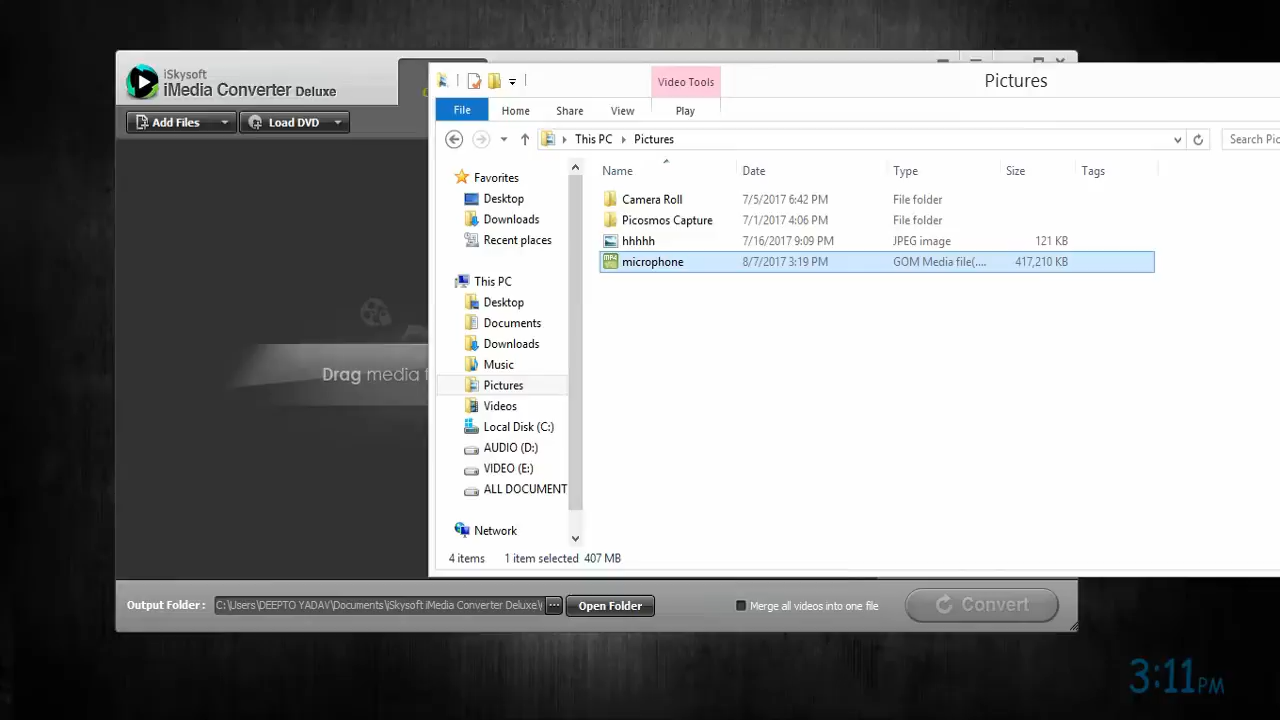 iSkysoft
iMedia Converter Deluxe
Add Files
Load DVD
Drag media f
Output Folder :
C:\Users\DEEPTO YADAV\Documents\iSkysoft iMedia Converter Deluxe\
...
Open Folder
Merge all videos into one file
Convert
Video Tools
Pictures
File
Home
Share
View
Play
This PC
Pictures
Search Pic
Name
Date
Type
Size
Tags
Camera Roll 7/5/2017 6:42 PM File folder
Picosmos Capture 7/1/2017 4:06 PM File folder
hhhhh 7/16/2017 9:09 PM JPEG image 121 KB
microphone 8/7/2017 3:19 PM GOM Media file(.... 417,210 KB
Favorites
Desktop
Downloads
Recent places
This PC
Desktop
Documents
Downloads
Music
Pictures
Videos
Local Disk (C:)
AUDIO (D:)
VIDEO (E:)
ALL DOCUMENT
Network
4 items 1 item selected 407 MB
3:11 PM